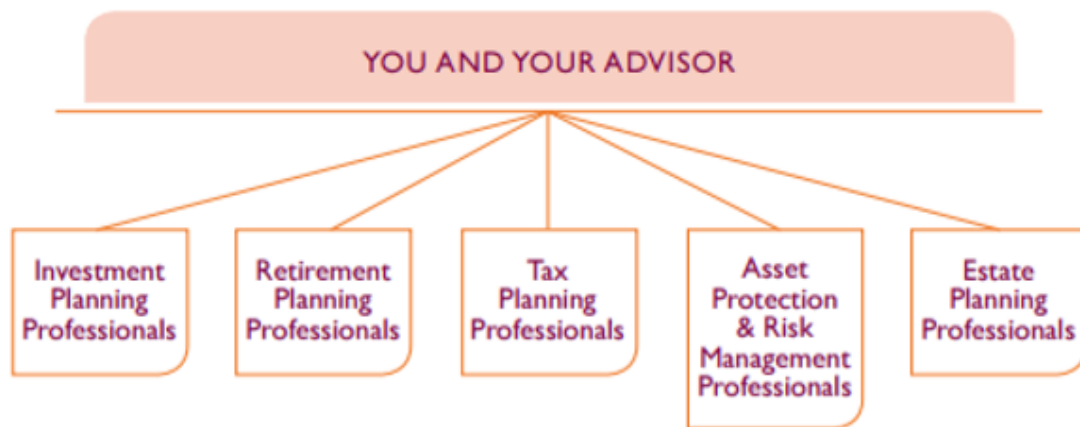 YOU AND YOUR ADVISOR
Investment
Planning
Professionals
Retirement
Planning
Professionals
Tax
Planning
Professionals
Asset
Protection
& Risk
Management
Professionals
Estate
Planning
Professionals